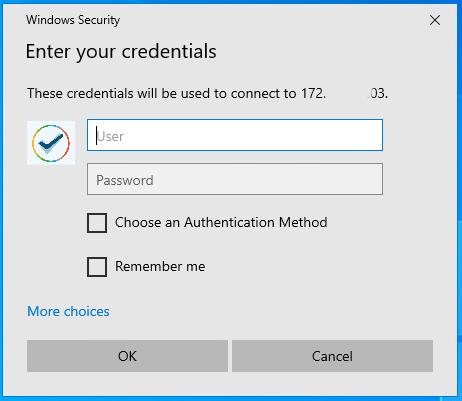 Windows Security
Enter your credentials
These credentials will be used to connect to 172. 03.
User
Password
Choose an Authentication Method
Remember me
More choices
OK
Cancel